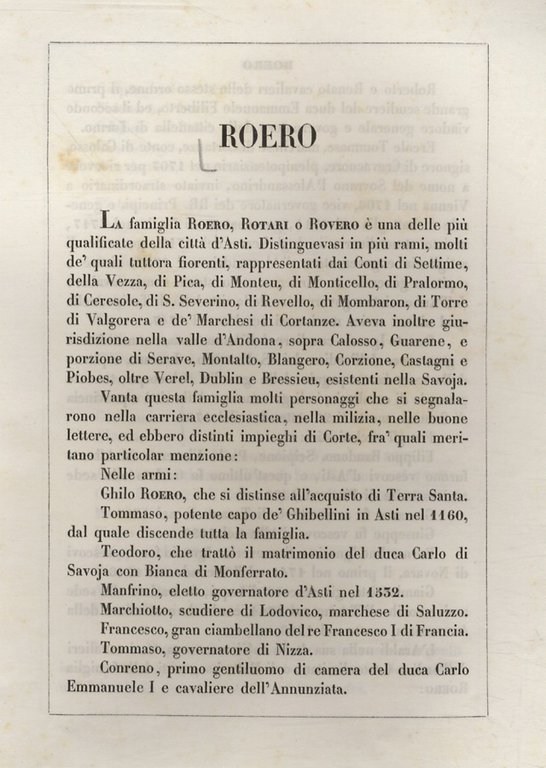 ROERO
LA famiglia ROERO, ROTARI o ROVERO è una delle più
qualificate della città d'Asti. Distinguevasi in più rami, molti
de' quali tuttora fiorenti, rappresentati dai Conti di Settime,
della Vezza, di Pica, di Monteu, di Monticello, di Pralormo,
di Ceresole, di S. Severino, di Revello, di Mombaron, di Torre
di Valgorera e de' Marchesi di Cortanze. Aveva inoltre giu-
risdizione nella valle d'Andona, sopra Calosso, Guarene, e
porzione di Serave, Montalto, Blangero, Corzione, Castagni e
Piobes, oltre Verel, Dublin e Bressieu, esistenti nella Savoja.
Vanta questa famiglia molti personaggi che si segnala-
rono nella carriera ecclesiastica, nella milizia, nelle buone
lettere, ed ebbero distinti impieghi di Corte, fra' quali meri-
tano particolar menzione:
Nelle armi:
Ghilo ROERO, che si distinse all'acquisto di Terra Santa.
Tommaso, potente capo de' Ghibellini in Asti nel 1160,
dal quale discende tutta la famiglia.
Teodoro, che trattò il matrimonio del duca Carlo di
Savoja con Bianca di Monferrato.
Manfrino, eletto governatore d'Asti nel 1532.
Marchiotto, scudiere di Lodovico, marchese di Saluzzo.
Francesco, gran ciambellano del re Francesco I di Francia.
Tommaso, governatore di Nizza.
Conreno, primo gentiluomo di camera del duca Carlo
Emmanuele I e cavaliere dell'Annunziata.